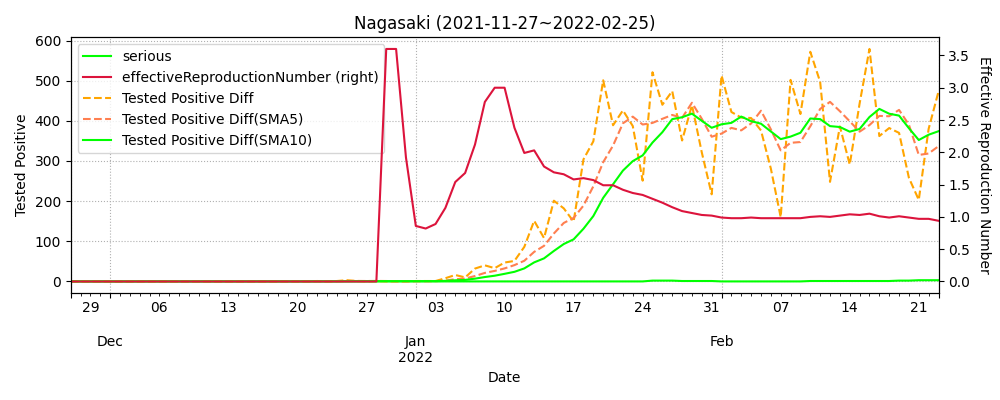 Nagasaki (2021-11-27~2022-02-25)
serious
effectiveReproductionNumber (right)
Tested Positive Diff
Tested Positive Diff(SMA5)
Tested Positive Diff(SMA10)
Tested Positive
600
500
400
300
200
100
0
3.5
3.0
2.5
2.0
1.5
1.0
0.5
0.0
Effective Reproduction Number
29 06 13 20 27 03 10 17 24 31 07 14 21
Dec Jan Feb
2022
Date